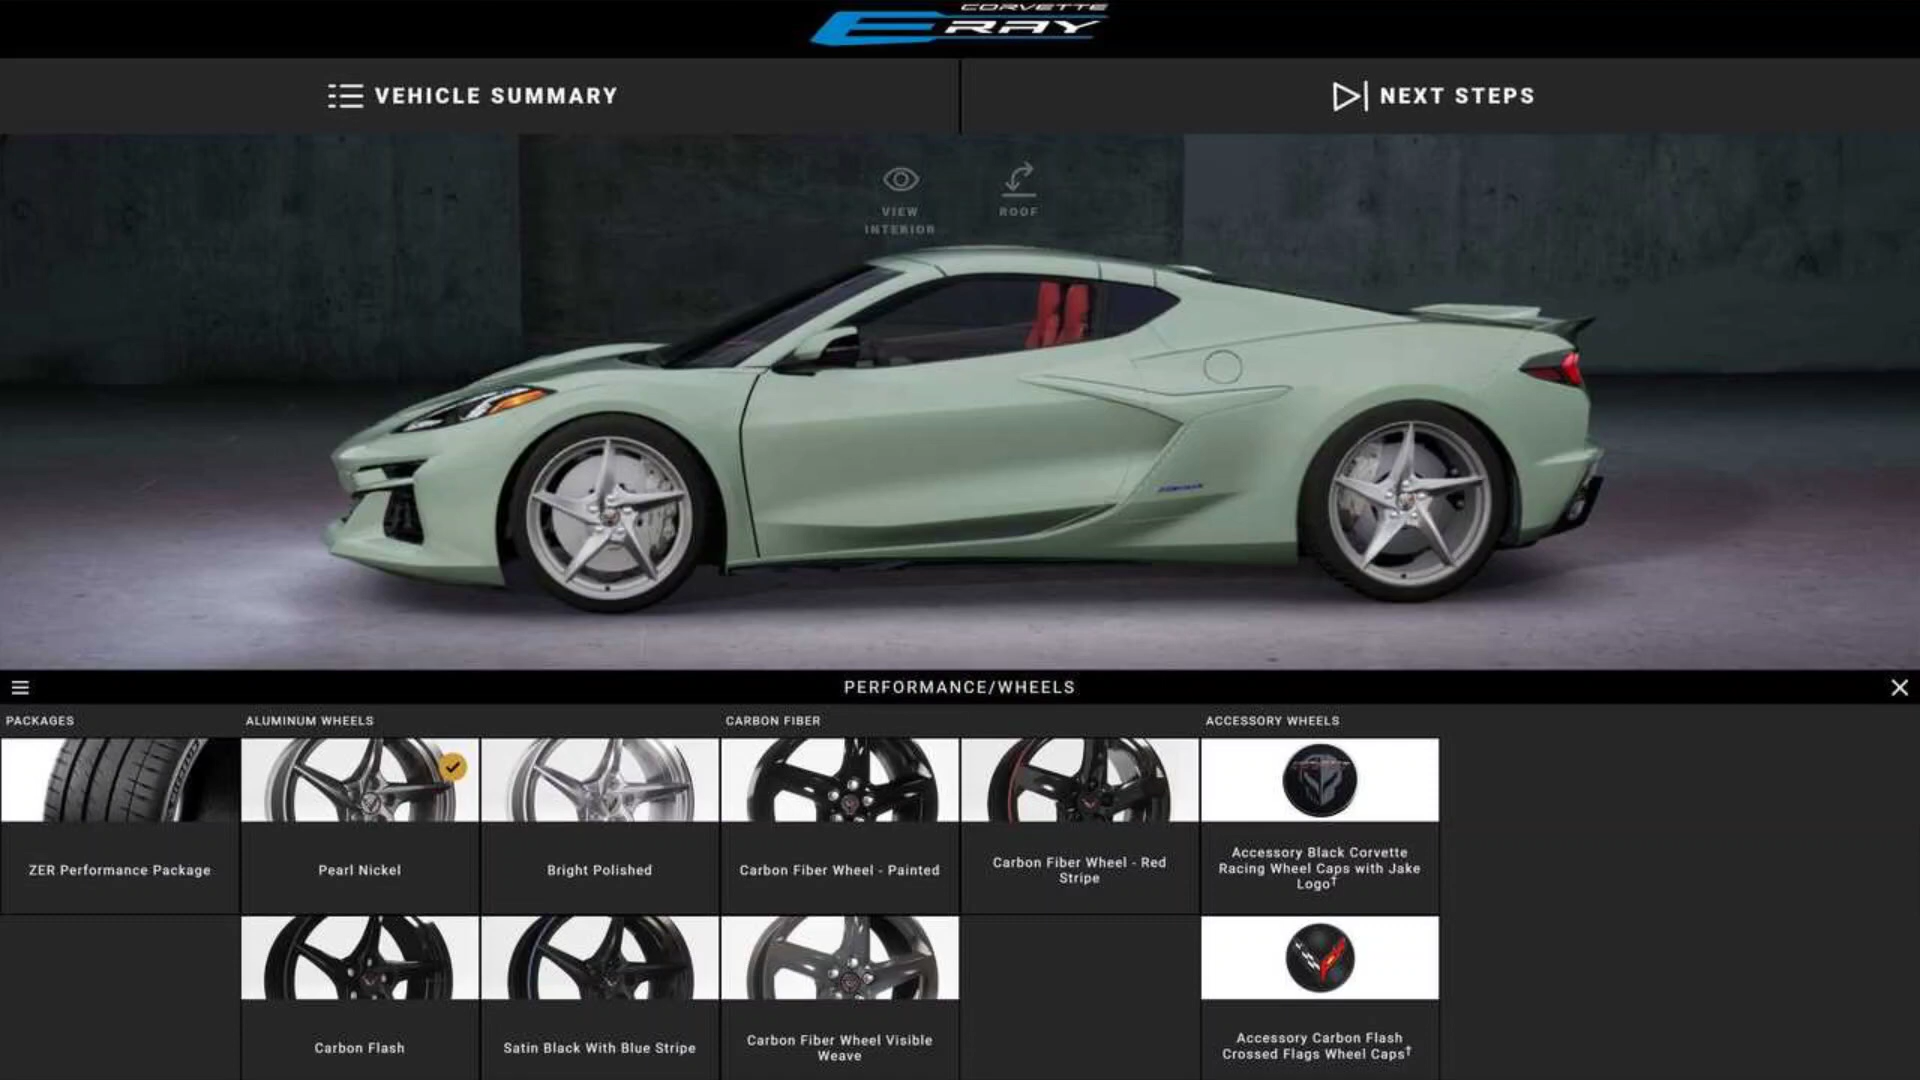 CORVETTE
E RAY
VEHICLE SUMMARY
NEXT STEPS
VIEW
INTERIOR
ROOF
PERFORMANCE/WHEELS
PACKAGES
ALUMINUM WHEELS
CARBON FIBER
ACCESSORY WHEELS
ZER Performance Package
Pearl Nickel
Bright Polished
Carbon Fiber Wheel - Painted
Carbon Fiber Wheel - Red
Stripe
Accessory Black Corvette
Racing Wheel Caps with Jake
Logo†
Carbon Flash
Satin Black With Blue Stripe
Carbon Fiber Wheel Visible
Weave
Accessory Carbon Flash
Crossed Flags Wheel Caps†